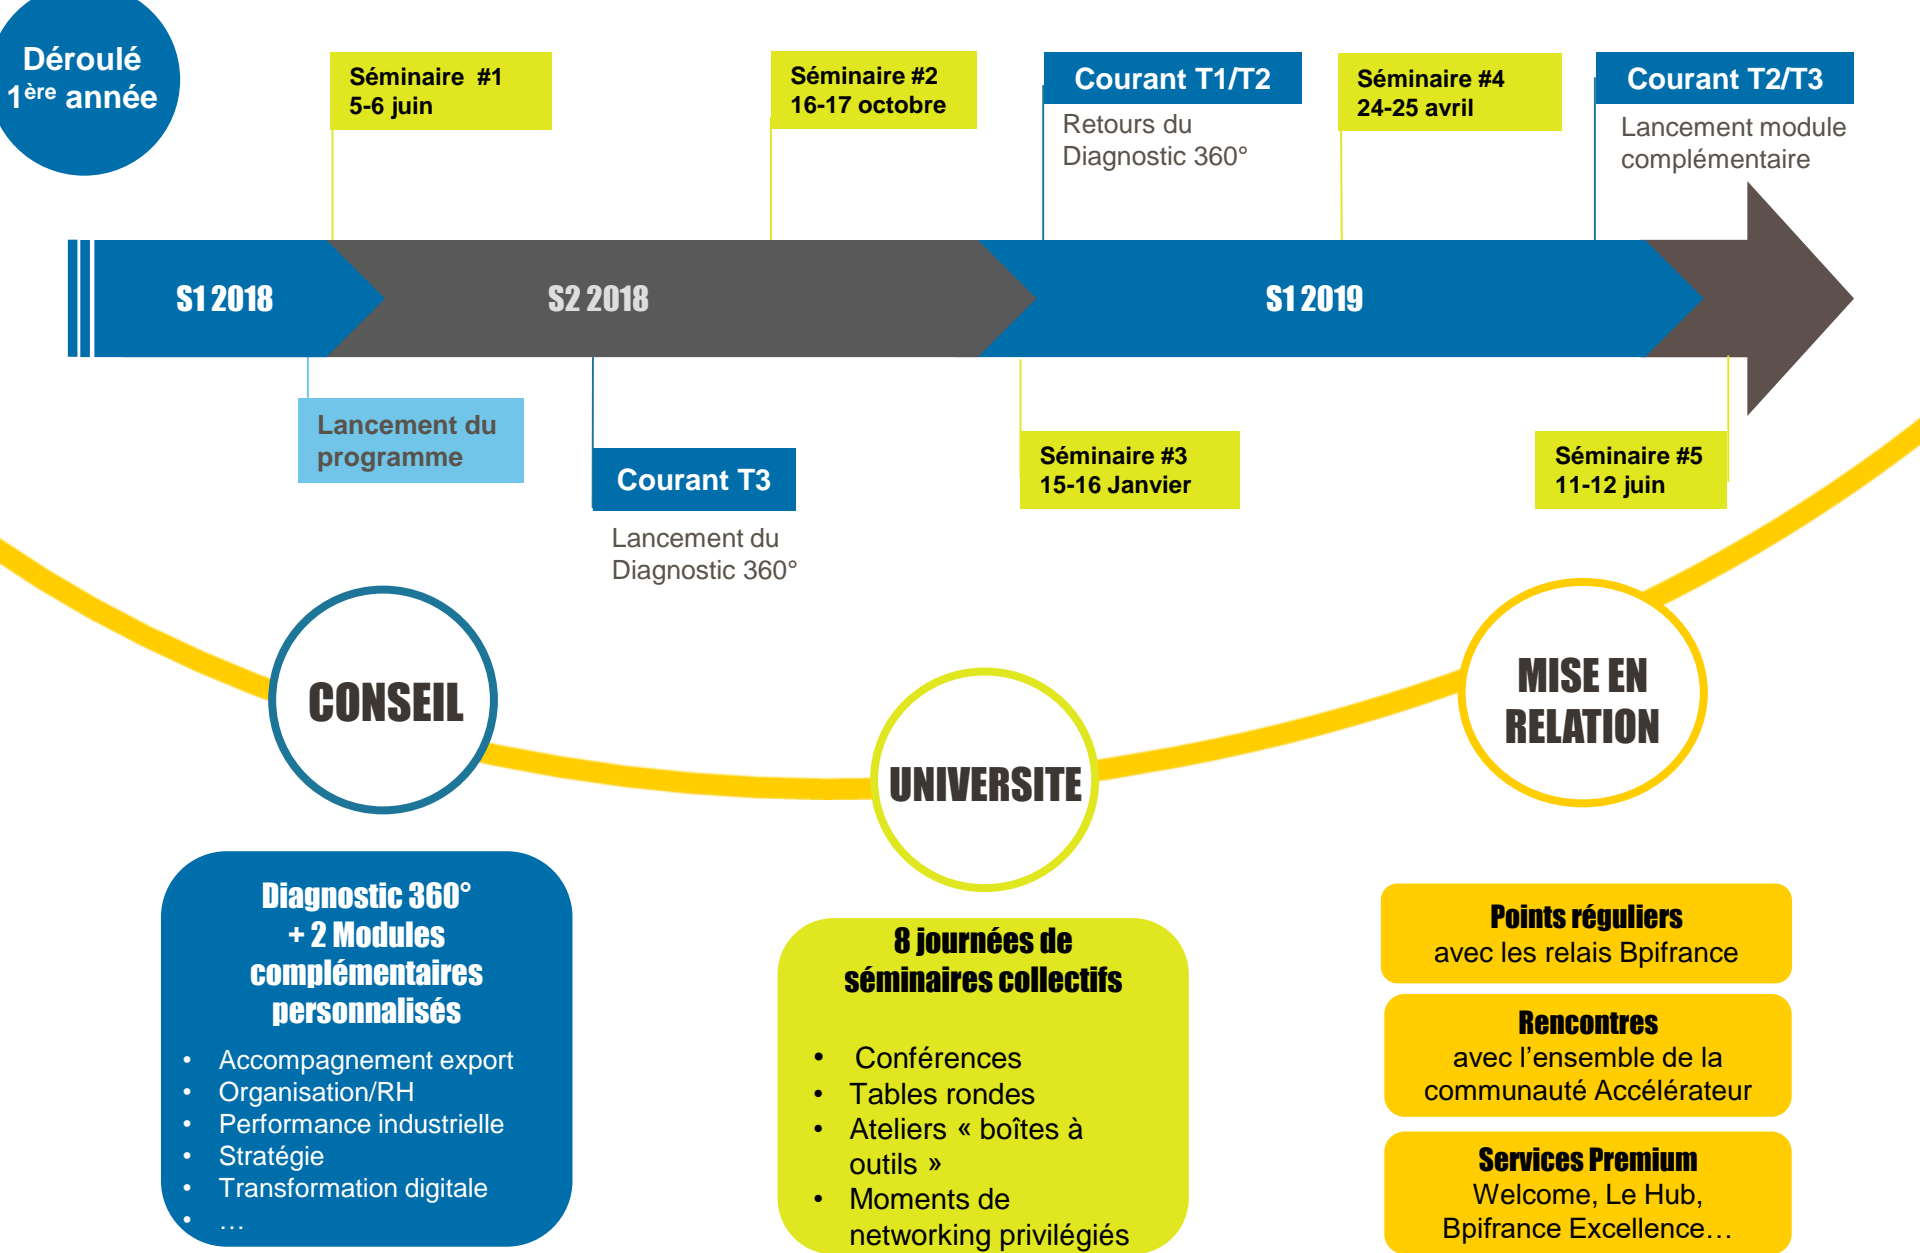 Déroulé
1ère année
Séminaire #1
5-6 juin
Séminaire #2
16-17 octobre
Courant T1/T2
Retours du
Diagnostic 360°
Séminaire #4
24-25 avril
Courant T2/T3
Lancement module
complémentaire
S1 2018
S2 2018
S1 2019
Lancement du
programme
Courant T3
Lancement du
Diagnostic 360°
Séminaire #3
15-16 Janvier
Séminaire #5
11-12 juin
CONSEIL
UNIVERSITE
MISE EN
RELATION
Diagnostic 360°
+ 2 Modules
complémentaires
personnalisés
• Accompagnement export
• Organisation/RH
• Performance industrielle
• Stratégie
• Transformation digitale
• …
8 journées de
séminaires collectifs
• Conférences
• Tables rondes
• Ateliers « boîtes à
outils »
• Moments de
networking privilégiés
Points réguliers
avec les relais Bpifrance
Rencontres
avec l’ensemble de la
communauté Accélérateur
Services Premium
Welcome, Le Hub,
Bpifrance Excellence…